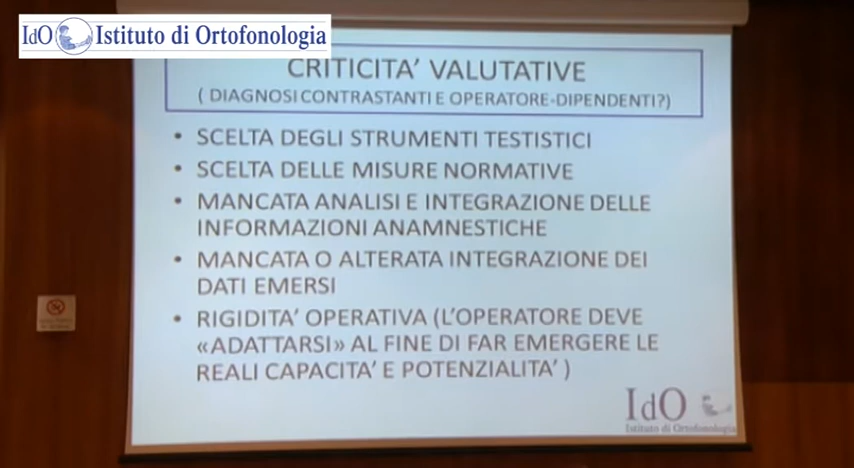 IdO Istituto di Ortofonologia
CRITICITA' VALUTATIVE
( DIAGNOSI CONTRASTANTI E OPERATORE-DIPENDENTI?)
• SCELTA DEGLI STRUMENTI TESTISTICI
• SCELTA DELLE MISURE NORMATIVE
• MANCATA ANALISI E INTEGRAZIONE DELLE
INFORMAZIONI ANAMNESTICHE
• MANCATA O ALTERATA INTEGRAZIONE DEI
DATI EMERSI
• RIGIDITA' OPERATIVA (L'OPERATORE DEVE
«ADATTARSI» AL FINE DI FAR EMERGERE LE
REALI CAPACITA' E POTENZIALITA' )
IdO
Istituto di Ortofonologia